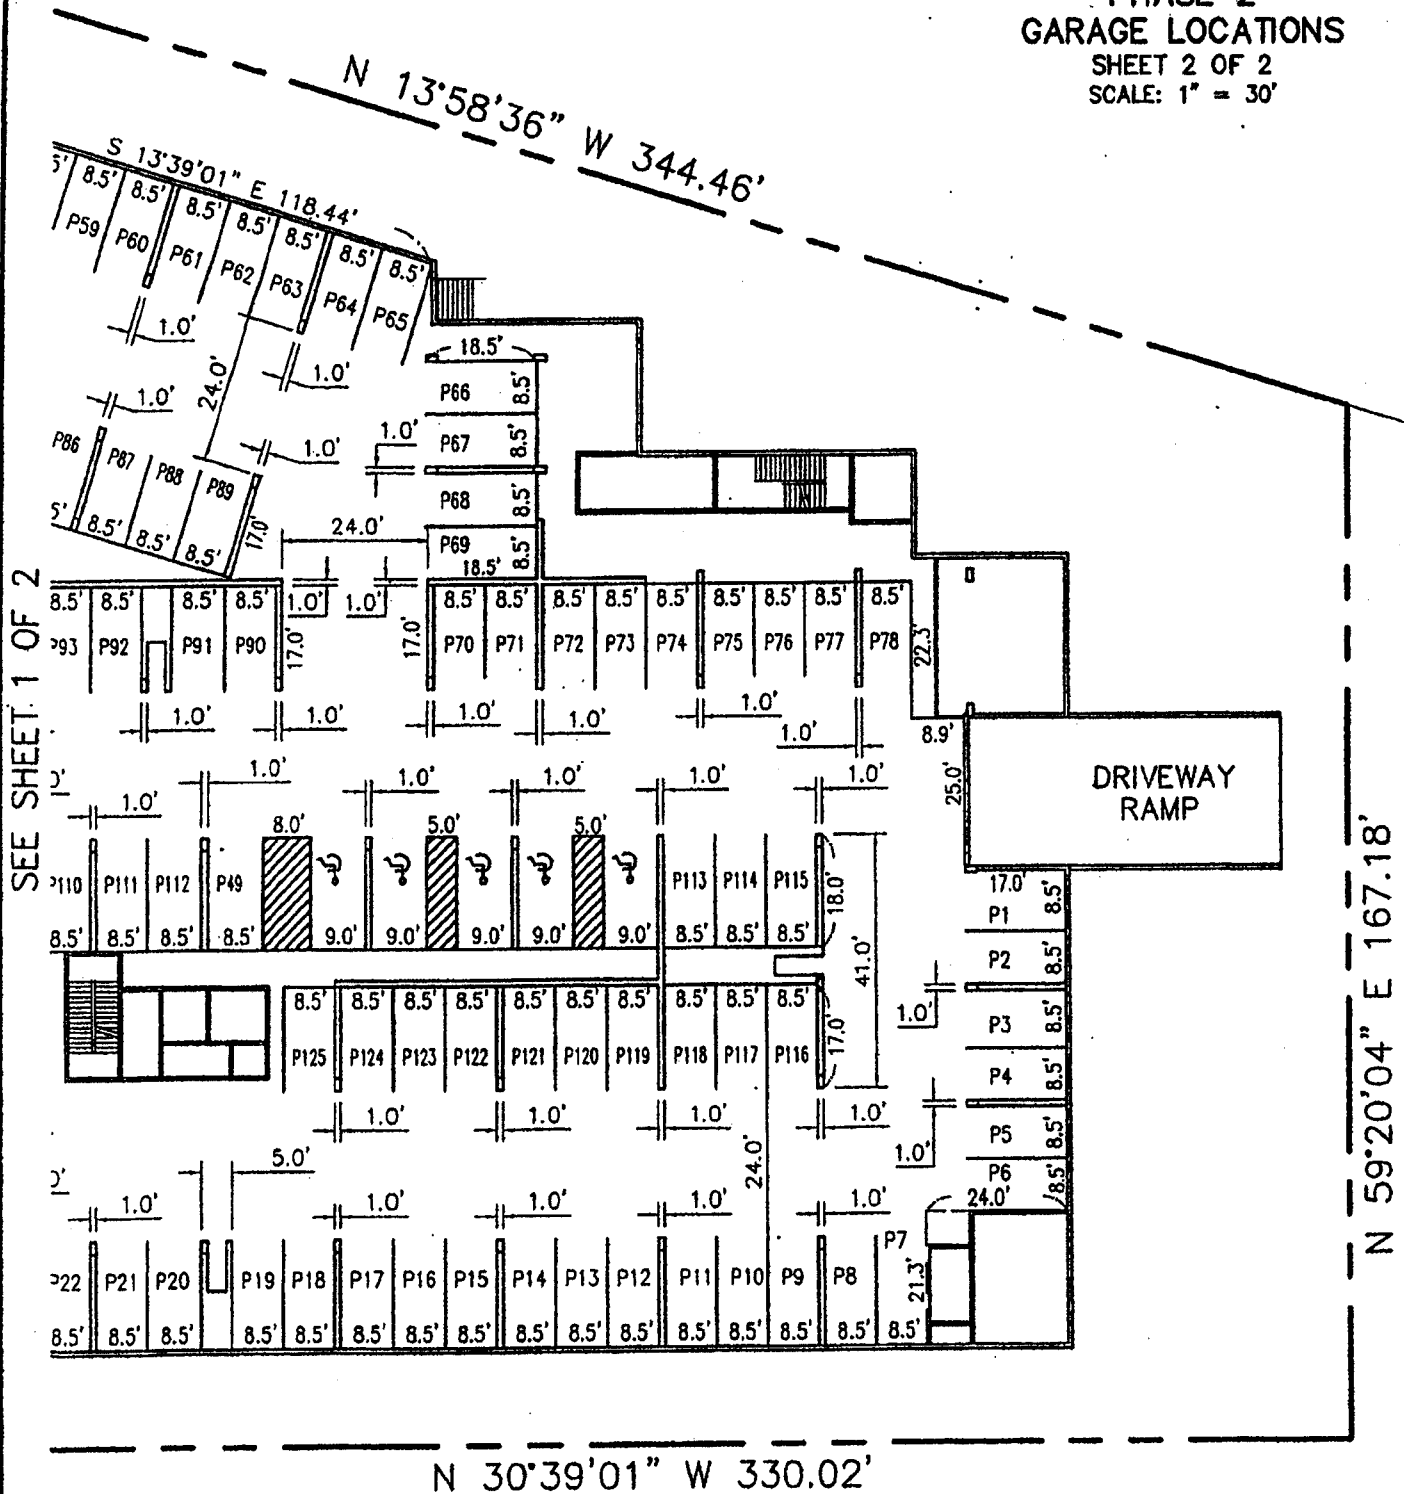 PHASE 2
GARAGE LOCATIONS
SHEET 2 OF 2
SCALE: 1" = 30'
N 13°58'36" W 344.46'
S 13°39'01" E 118.44'
8.5' 8.5' 8.5' 8.5' 8.5' 8.5' 8.5'
P59 P60 P61 P62 P63 P64 P65
1.0' 1.0'
24.0'
1.0' 1.0'
P86 P87 P88 P89
8.5' 8.5' 8.5' 17.0'
18.5'
P66 8.5'
1.0' P67 8.5'
P68 8.5'
24.0' P69 8.5'
18.5'
1.0' 1.0'
SEE SHEET 1 OF 2
8.5' 8.5' 8.5' 8.5' 8.5' 8.5' 8.5' 8.5' 8.5' 8.5' 8.5' 8.5' 8.5'
P93 P92 P91 P90 17.0' 17.0' P70 P71 P72 P73 P74 P75 P76 P77 P78 22.3'
1.0' 1.0' 1.0' 1.0' 1.0' 1.0' 8.9'
25.0'
DRIVEWAY
RAMP
1.0' 1.0' 1.0' 1.0' 1.0' 1.0'
8.0' 5.0' 5.0'
P110 P111 P112 P49 P113 P114 P115 18.0'
8.5' 8.5' 8.5' 8.5' 9.0' 9.0' 9.0' 9.0' 9.0' 8.5' 8.5' 8.5'
41.0'
17.0'
P1 8.5'
P2 8.5'
1.0'
P3 8.5'
P4 8.5'
1.0'
P5 8.5'
P6 8.5'
24.0'
8.5' 8.5' 8.5' 8.5' 8.5' 8.5' 8.5' 8.5' 8.5' 8.5'
P125 P124 P123 P122 P121 P120 P119 P118 P117 P116 17.0'
1.0' 1.0' 1.0' 1.0'
24.0'
5.0'
1.0' 1.0' 1.0' 1.0' 1.0'
P22 P21 P20 P19 P18 P17 P16 P15 P14 P13 P12 P11 P10 P9 P8 P7 21.3'
8.5' 8.5' 8.5' 8.5' 8.5' 8.5' 8.5' 8.5' 8.5' 8.5' 8.5' 8.5' 8.5' 8.5' 8.5' 8.5'
N 59°20'04" E 167.18'
N 30°39'01" W 330.02'